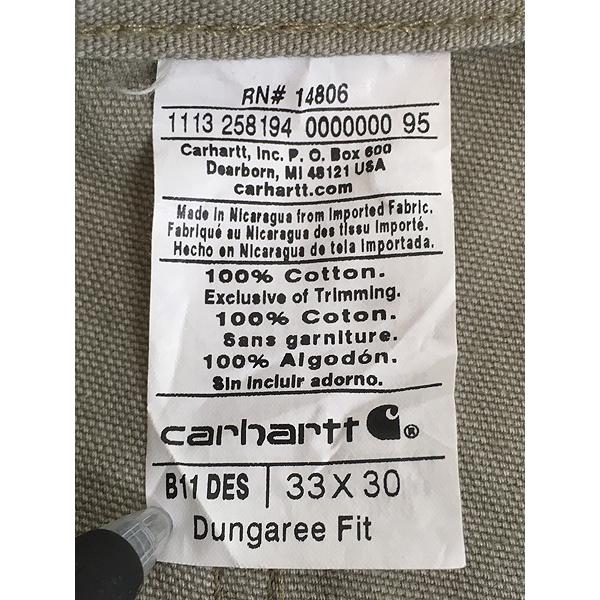 RN# 14806
1113 258194 0000000 95
Carhartt, Inc. P. O. Box 600
Dearborn, MI 48121 USA
carhartt.com
Made in Nicaragua from Imported Fabric.
Fabriqué au Nicaragua des tissu importé.
Hecho en Nicaragua de tela importada.
100% Cotton.
Exclusive of Trimming.
100% Coton.
Sans garniture.
100% Algodón.
Sin incluir adorno.
carhartt ®
B11 DES | 33 X 30
Dungaree Fit